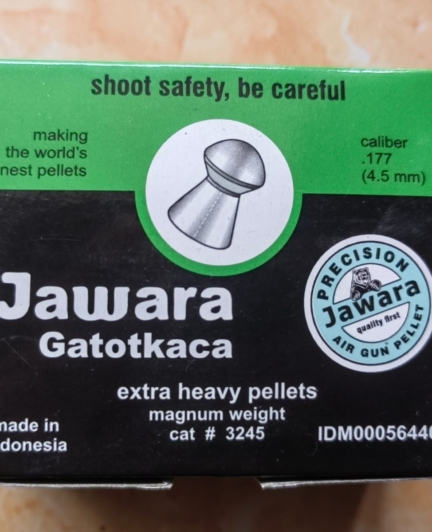 shoot safety, be careful
making
the world's
nest pellets
caliber
.177
(4.5 mm)
PRECISION
Jawara
quality first
AIR GUN PELLET
Jawara
Gatotkaca
extra heavy pellets
magnum weight
cat # 3245
made in
donesia
IDM00056440